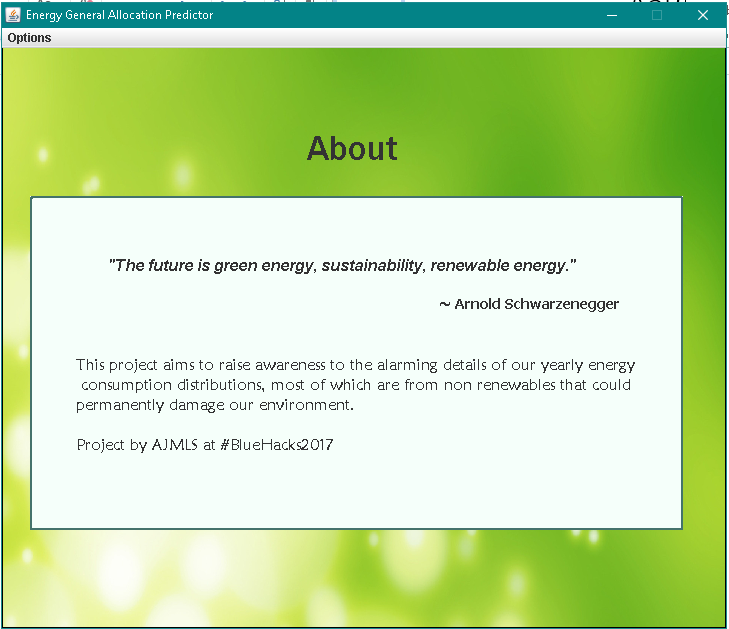 Energy General Allocation Predictor
Options
About
"The future is green energy, sustainability, renewable energy."
~ Arnold Schwarzenegger
This project aims to raise awareness to the alarming details of our yearly energy
consumption distributions, most of which are from non renewables that could
permanently damage our environment.
Project by AJMLS at #BlueHacks2017